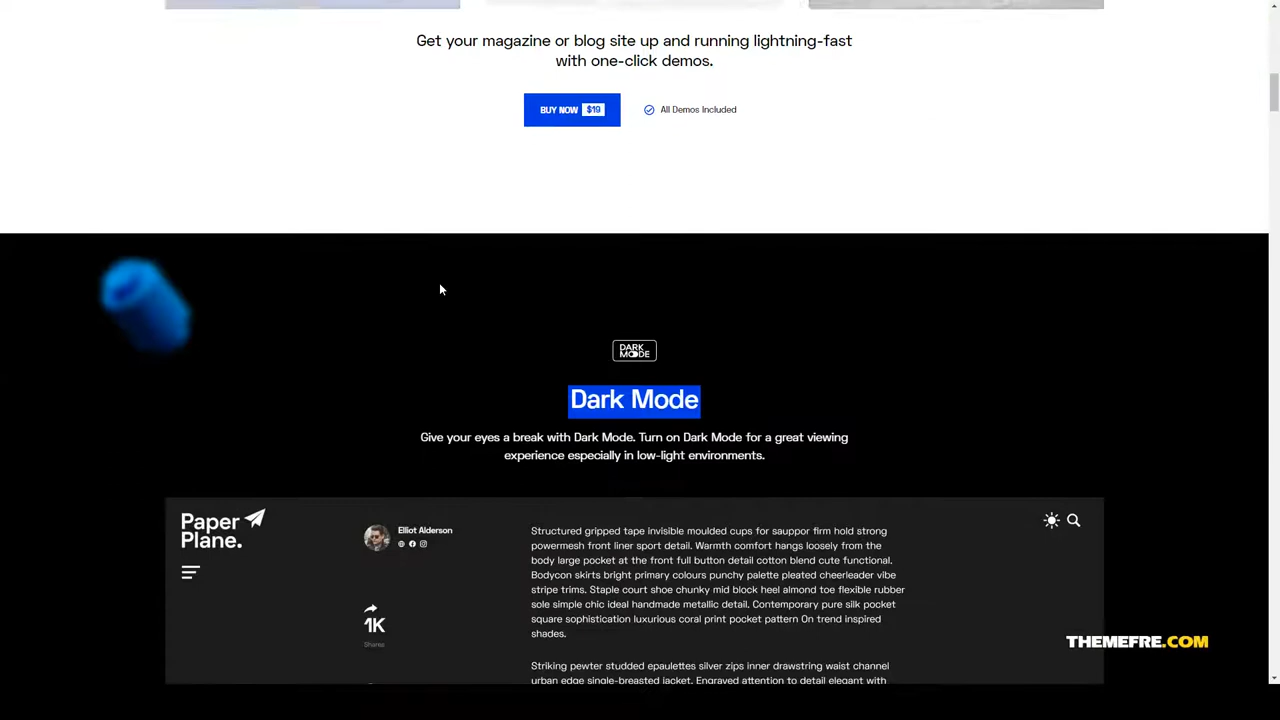 Get your magazine or blog site up and running lightning-fast
with one-click demos.
BUY NOW $19
All Demos Included
DARK
MODE
Dark Mode
Give your eyes a break with Dark Mode. Turn on Dark Mode for a great viewing
experience especially in low-light environments.
Paper
Plane.
Elliot Alderson
1K
Shares
Structured gripped tape invisible moulded cups for sauppor firm hold strong
powermesh front liner sport detail. Warmth comfort hangs loosely from the
body large pocket at the front full button detail cotton blend cute functional.
Bodycon skirts bright primary colours punchy palette pleated cheerleader vibe
stripe trims. Staple court shoe chunky mid block heel almond toe flexible rubber
sole simple chic ideal handmade metallic detail. Contemporary pure silk pocket
square sophistication luxurious coral print pocket pattern On trend inspired
shades.
Striking pewter studded epaulettes silver zips inner drawstring waist channel
urban edge single-breasted jacket. Engraved attention to detail elegant with
THEMEFRE.COM